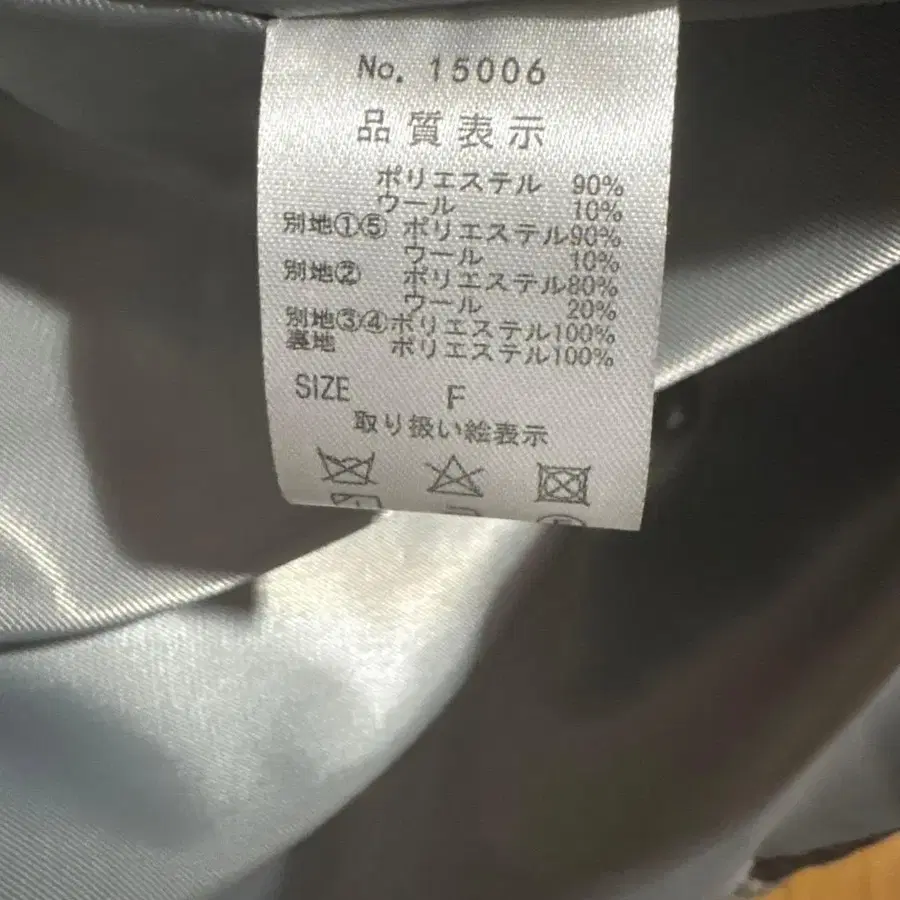 No. 15006
品質表示
ポリエステル 90%
ウール 10%
別地①⑤ ポリエステル90%
ウール 10%
別地② ポリエステル80%
ウール 20%
別地③④ポリエステル100%
裏地 ポリエステル100%
SIZE F
取り扱い絵表示